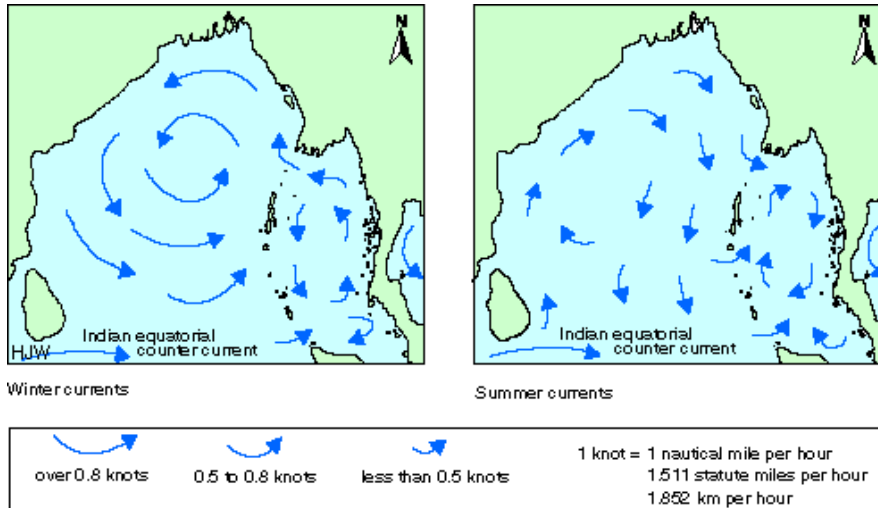 N
N
Indian equatorial
counter current
HJW
Indian equatorial
counter current
Winter currents
Summer currents
over 0.8 knots
0.5 to 0.8 knots
less than 0.5 knots
1 knot = 1 nautical mile per hour
1.511 statute miles per hour
1.852 km per hour